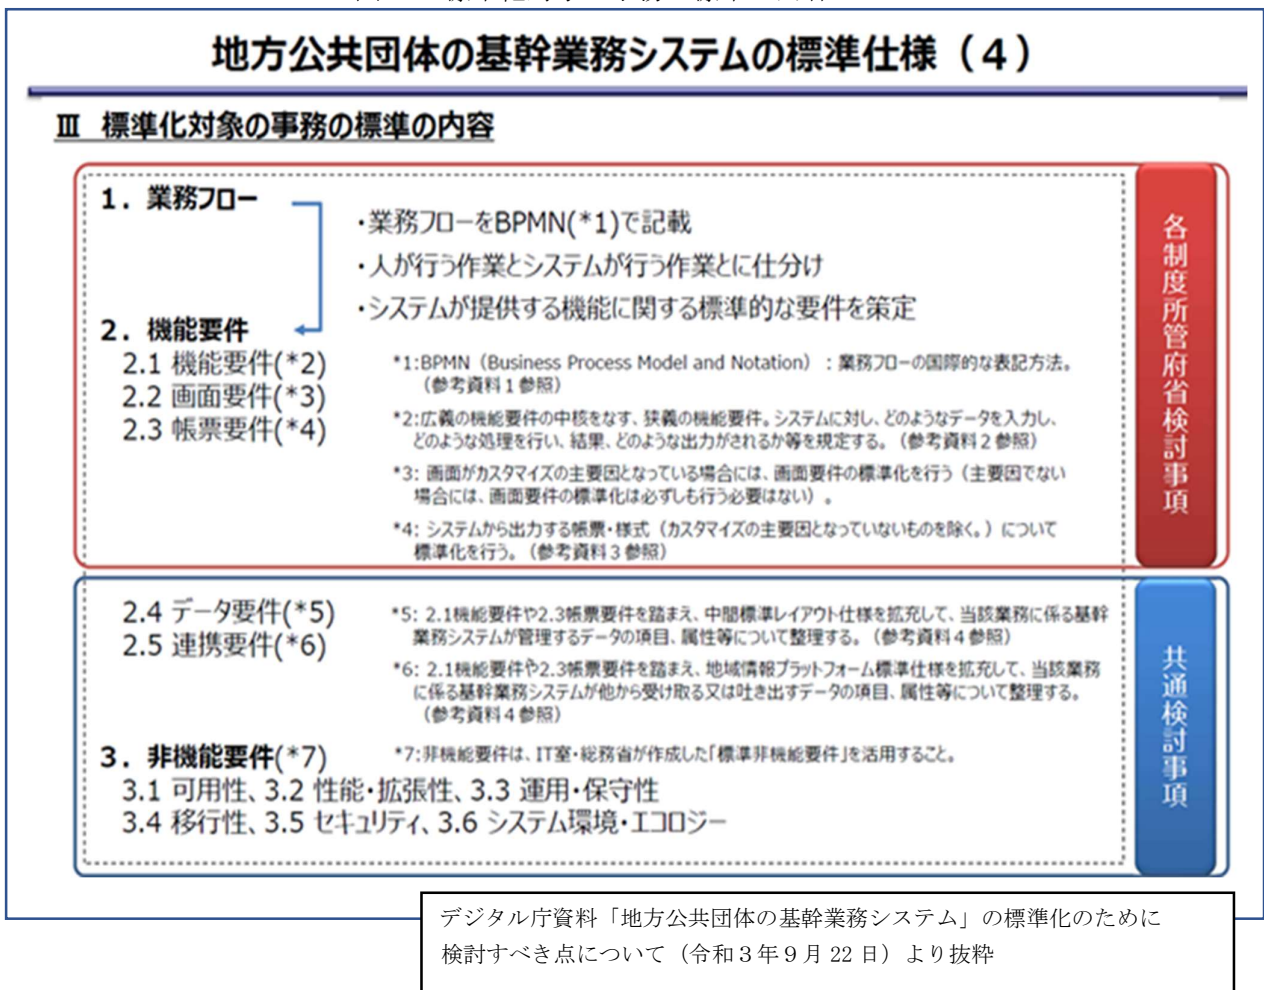 地方公共団体の基幹業務システムの標準仕様（４）
Ⅲ 標準化対象の事務の標準の内容
１．業務フロー
・業務フローをBPMN(*1)で記載
・人が行う作業とシステムが行う作業とに仕分け
・システムが提供する機能に関する標準的な要件を策定
２．機能要件
2.1 機能要件(*2)
2.2 画面要件(*3)
2.3 帳票要件(*4)
*1:BPMN（Business Process Model and Notation）：業務フローの国際的な表記方法。
（参考資料１参照）
*2:広義の機能要件の中核をなす、狭義の機能要件。システムに対し、どのようなデータを入力し、
どのような処理を行い、結果、どのような出力がされるか等を規定する。（参考資料２参照）
*3: 画面がカスタマイズの主要因となっている場合には、画面要件の標準化を行う（主要因でない
場合には、画面要件の標準化は必ずしも行う必要はない）。
*4: システムから出力する帳票・様式（カスタマイズの主要因となっていないものを除く。）について
標準化を行う。（参考資料３参照）
各制度所管府省検討事項
2.4 データ要件(*5)
2.5 連携要件(*6)
*5: 2.1機能要件や2.3帳票要件を踏まえ、中間標準レイアウト仕様を拡充して、当該業務に係る基幹
業務システムが管理するデータの項目、属性等について整理する。（参考資料４参照）
*6: 2.1機能要件や2.3帳票要件を踏まえ、地域情報プラットフォーム標準仕様を拡充して、当該業務
に係る基幹業務システムが他から受け取る又は吐き出すデータの項目、属性等について整理する。
（参考資料４参照）
３．非機能要件(*7)
*7:非機能要件は、IT室・総務省が作成した「標準非機能要件」を活用すること。
3.1 可用性、3.2 性能・拡張性、3.3 運用・保守性
3.4 移行性、3.5 セキュリティ、3.6 システム環境・エコロジー
共通検討事項
デジタル庁資料「地方公共団体の基幹業務システム」の標準化のために
検討すべき点について（令和３年９月 22 日）より抜粋